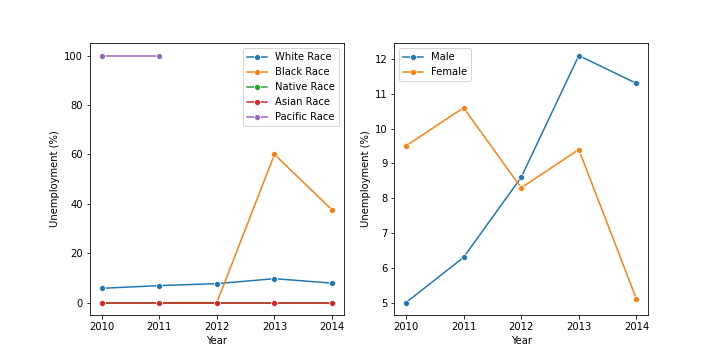 100
80
60
40
20
0
Unemployment (%)
2010 2011 2012 2013 2014
Year
White Race
Black Race
Native Race
Asian Race
Pacific Race
12
11
10
9
8
7
6
5
Unemployment (%)
2010 2011 2012 2013 2014
Year
Male
Female